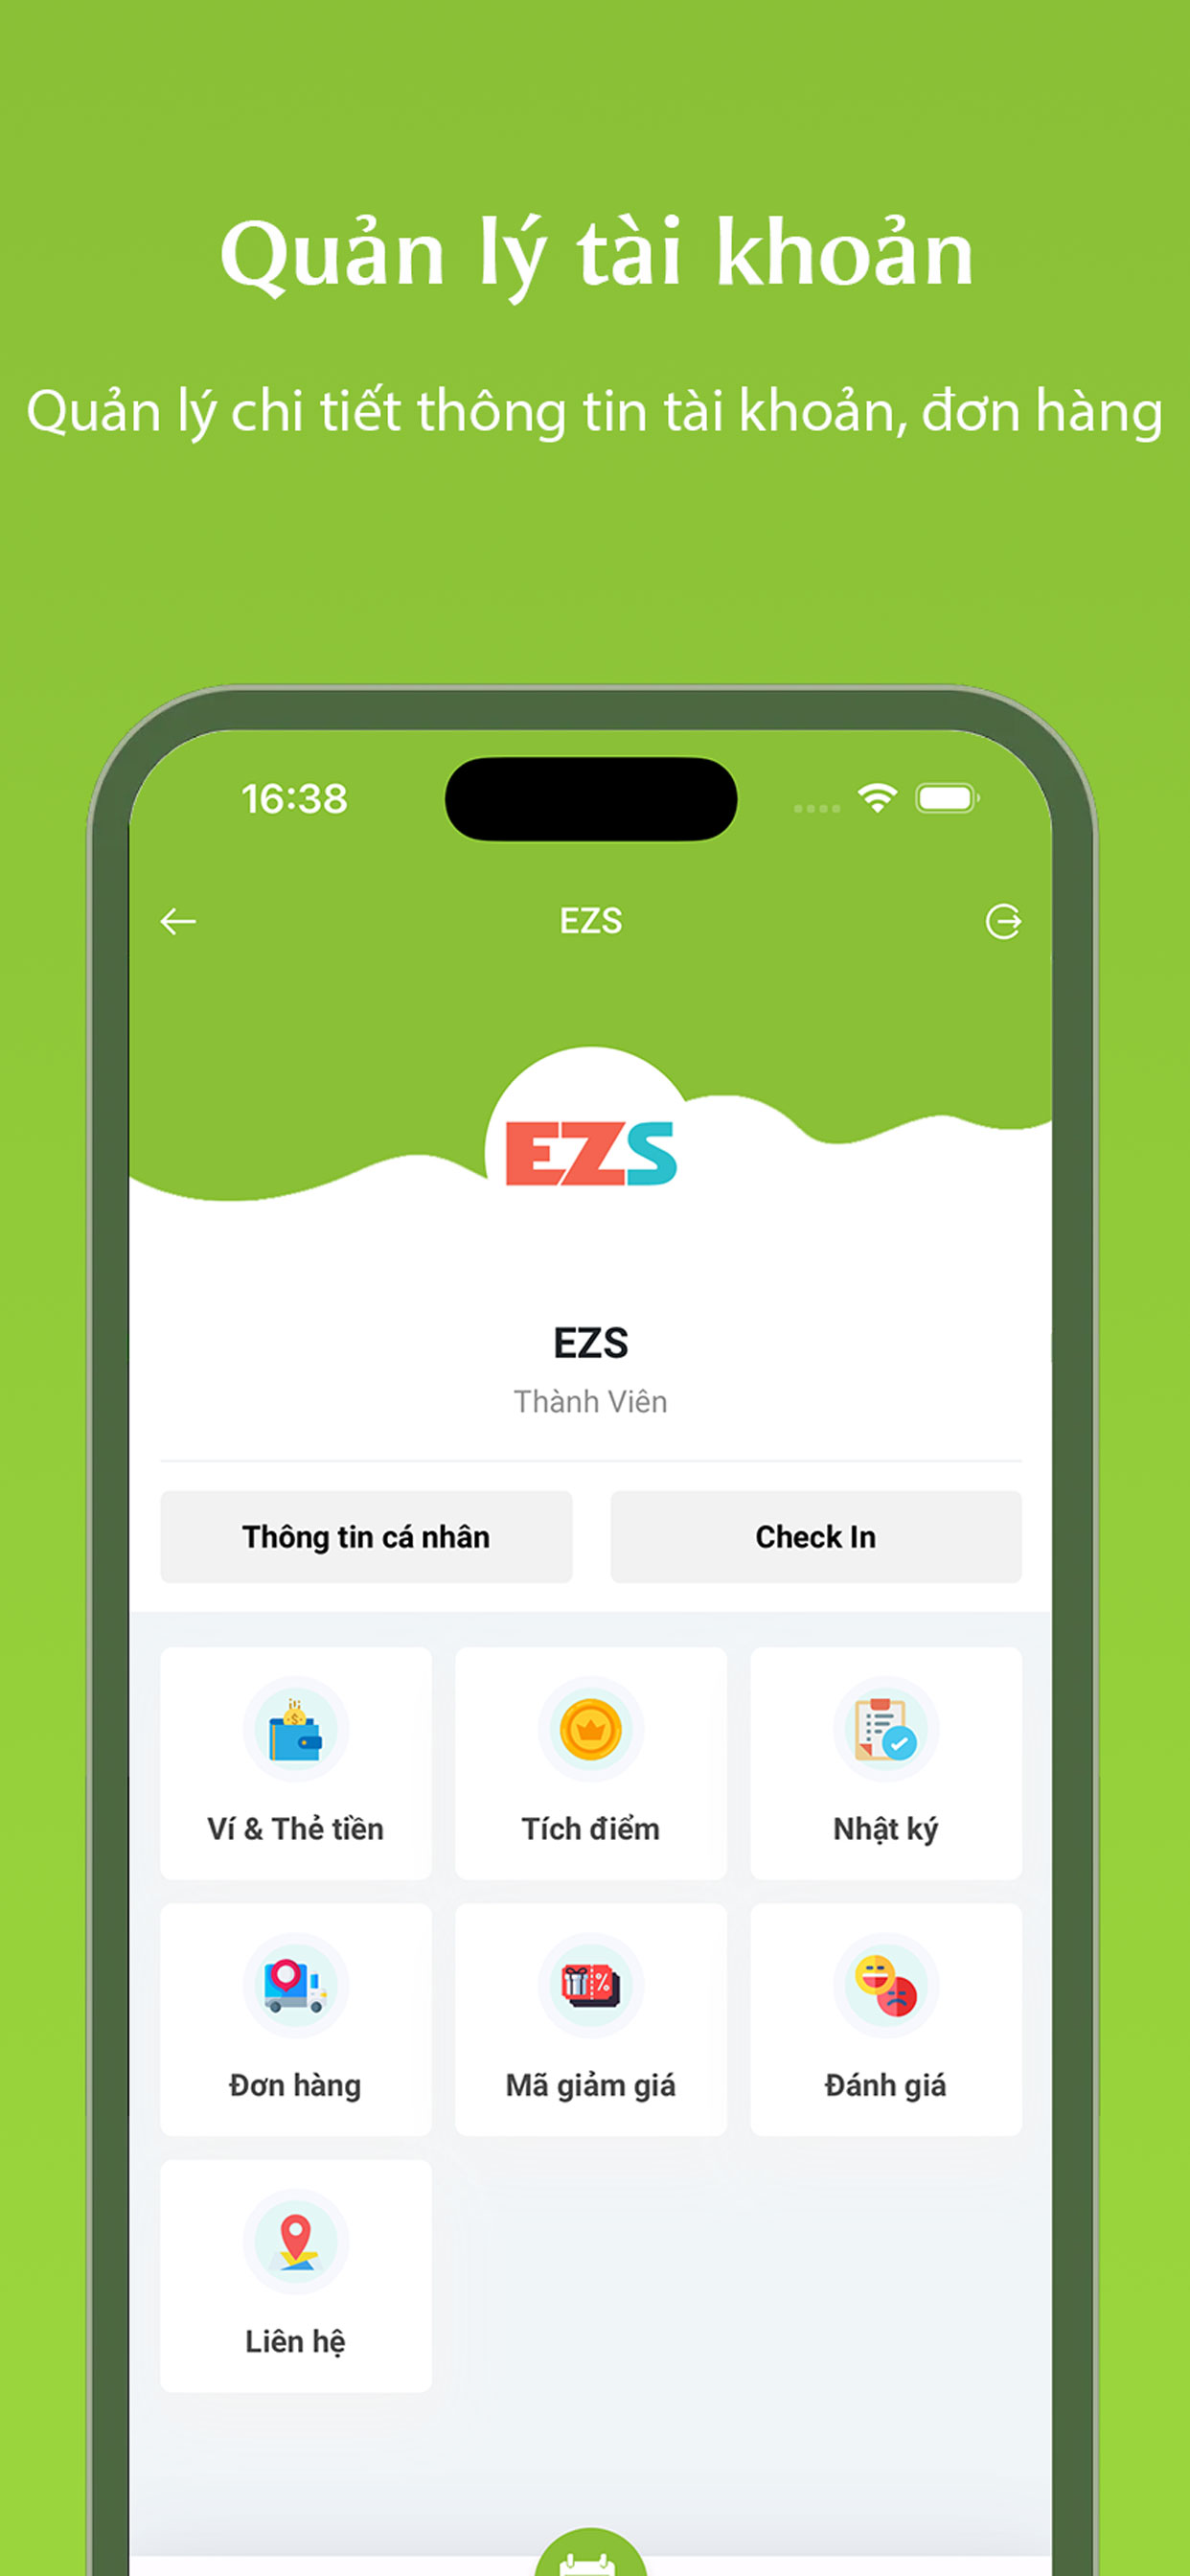 Quản lý tài khoản
Quản lý chi tiết thông tin tài khoản, đơn hàng
16:38
EZS
EZS
EZS
Thành Viên
Thông tin cá nhân
Check In
Ví & Thẻ tiền
Tích điểm
Nhật ký
Đơn hàng
Mã giảm giá
Đánh giá
Liên hệ